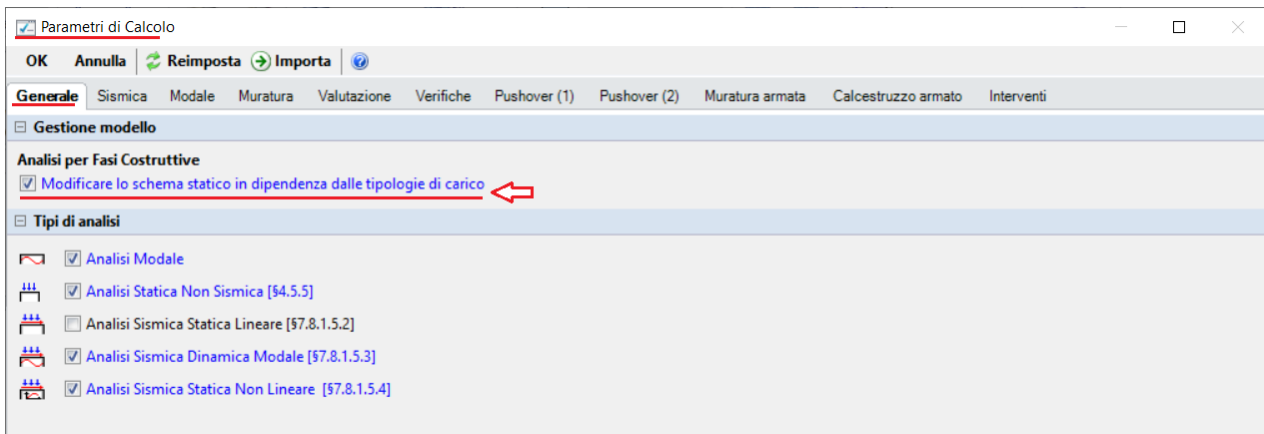 Parametri di Calcolo
OK Annulla Reimposta Importa
Generale Sismica Modale Muratura Valutazione Verifiche Pushover (1) Pushover (2) Muratura armata Calcestruzzo armato Interventi
Gestione modello
Analisi per Fasi Costruttive
Modificare lo schema statico in dipendenza dalle tipologie di carico
Tipi di analisi
Analisi Modale
Analisi Statica Non Sismica [§4.5.5]
Analisi Sismica Statica Lineare [§7.8.1.5.2]
Analisi Sismica Dinamica Modale [§7.8.1.5.3]
Analisi Sismica Statica Non Lineare [§7.8.1.5.4]